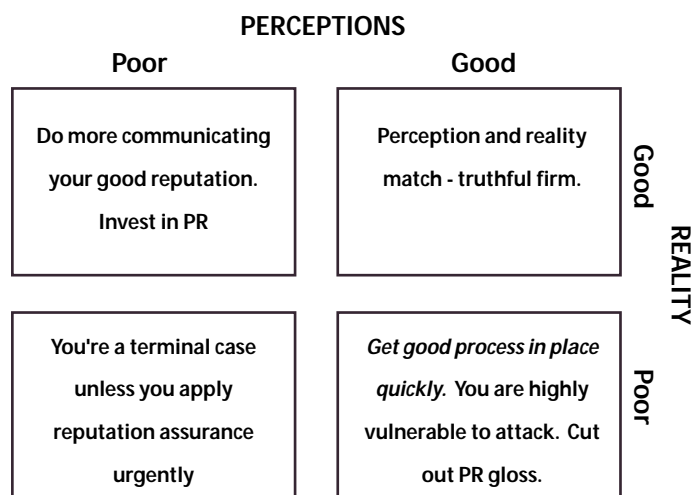 PERCEPTIONS
Poor
Good
Do more communicating
your good reputation.
Invest in PR
Perception and reality
match - truthful firm.
Good
REALITY
You're a terminal case
unless you apply
reputation assurance
urgently
Get good process in place
quickly. You are highly
vulnerable to attack. Cut
out PR gloss.
Poor